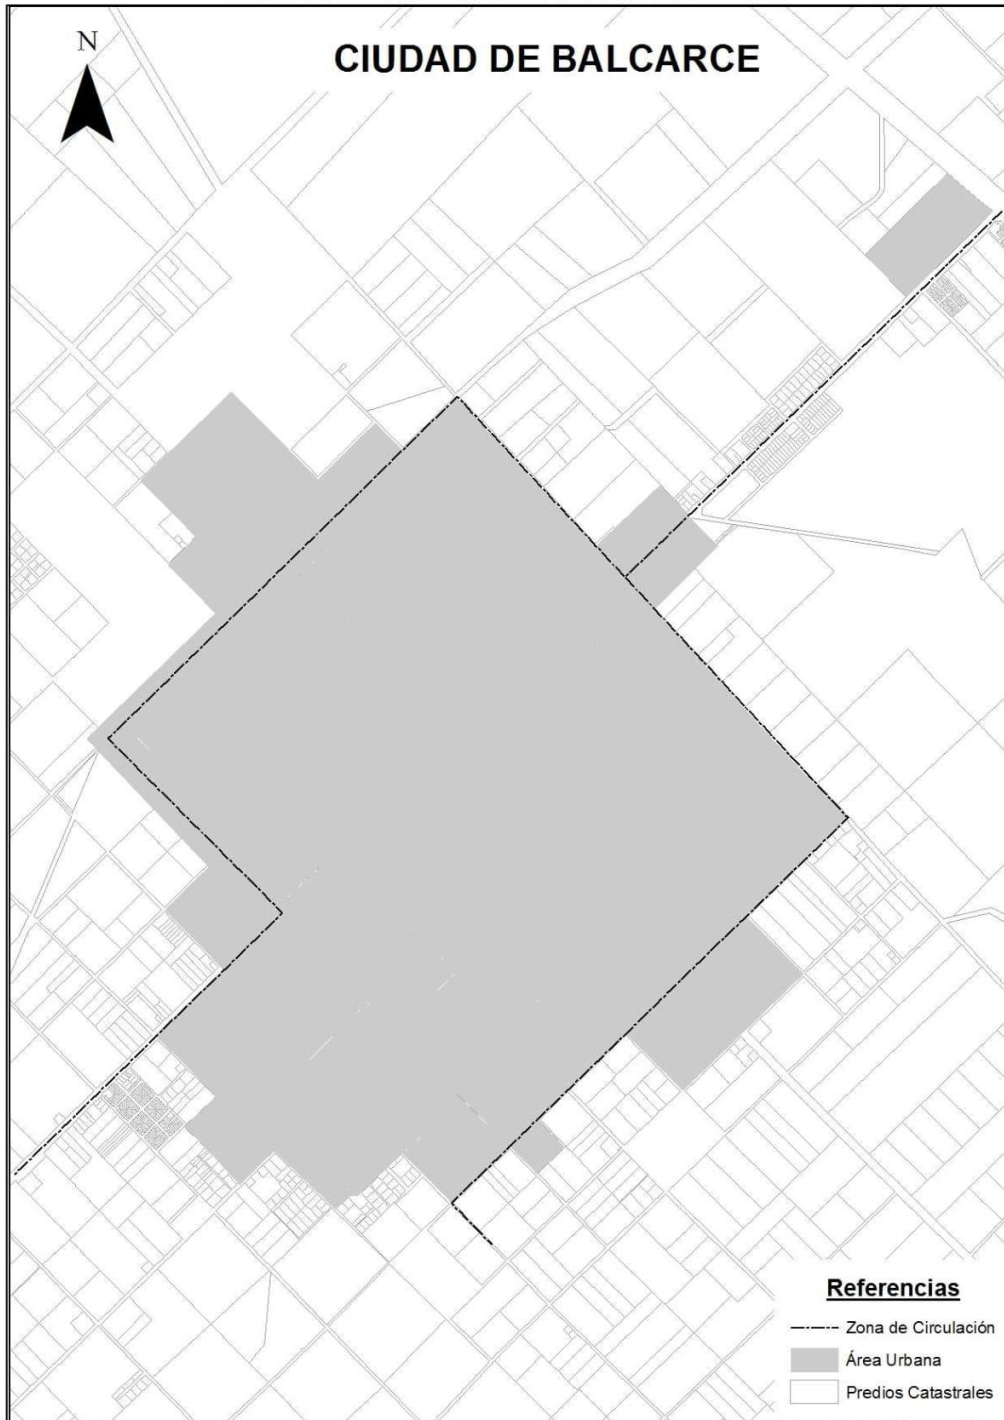 N
CIUDAD DE BALCARCE
Referencias
Zona de Circulación
Área Urbana
Predios Catastrales